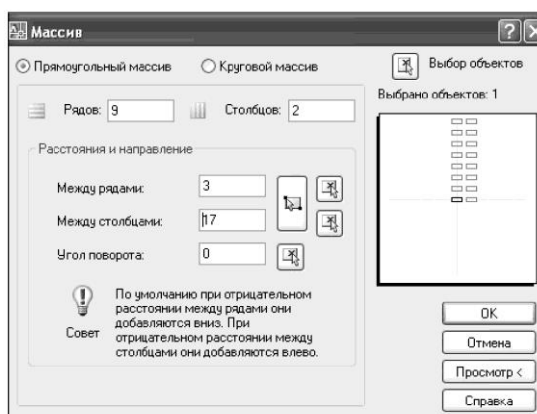 Массив
Прямоугольный массив
Круговой массив
Выбор объектов
Выбрано объектов: 1
Рядов: 9
Столбцов: 2
Расстояния и направление
Между рядами: 3
Между столбцами: 17
Угол поворота: 0
Совет
По умолчанию при отрицательном
расстоянии между рядами они
добавляются вниз. При
отрицательном расстоянии между
столбцами они добавляются влево.
OK
Отмена
Просмотр <
Справка